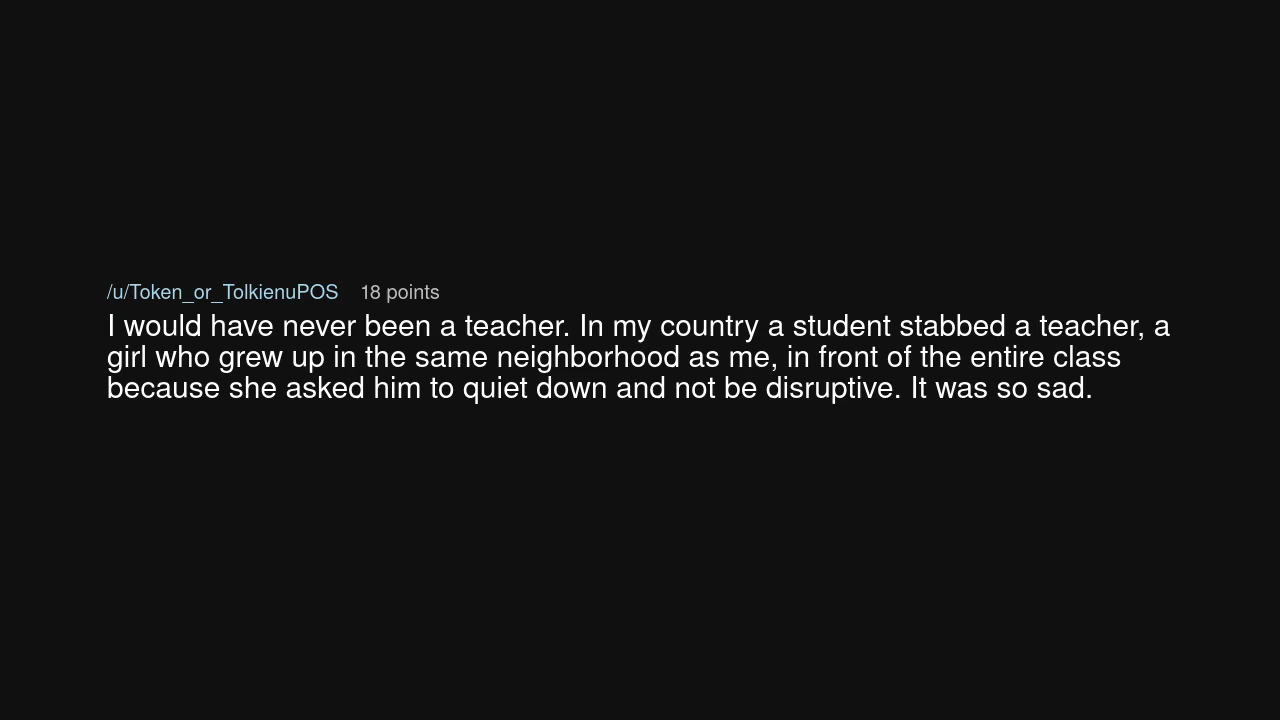 /u/Token_or_TolkienuPOS 18 points
I would have never been a teacher. In my country a student stabbed a teacher, a
girl who grew up in the same neighborhood as me, in front of the entire class
because she asked him to quiet down and not be disruptive. It was so sad.